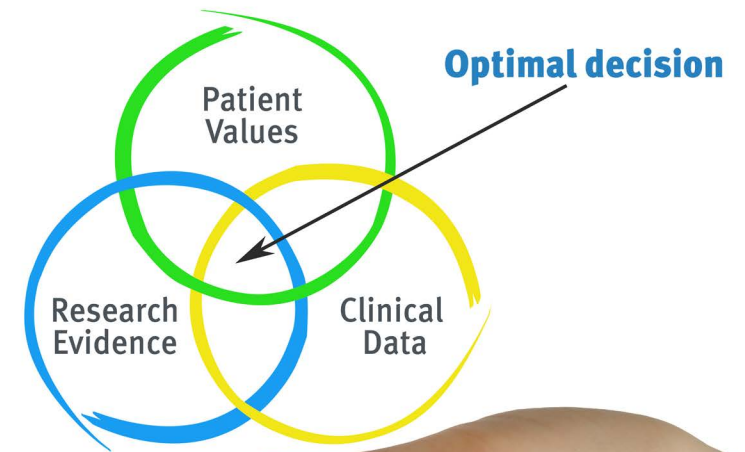 Optimal decision
Patient
Values
Research
Evidence
Clinical
Data